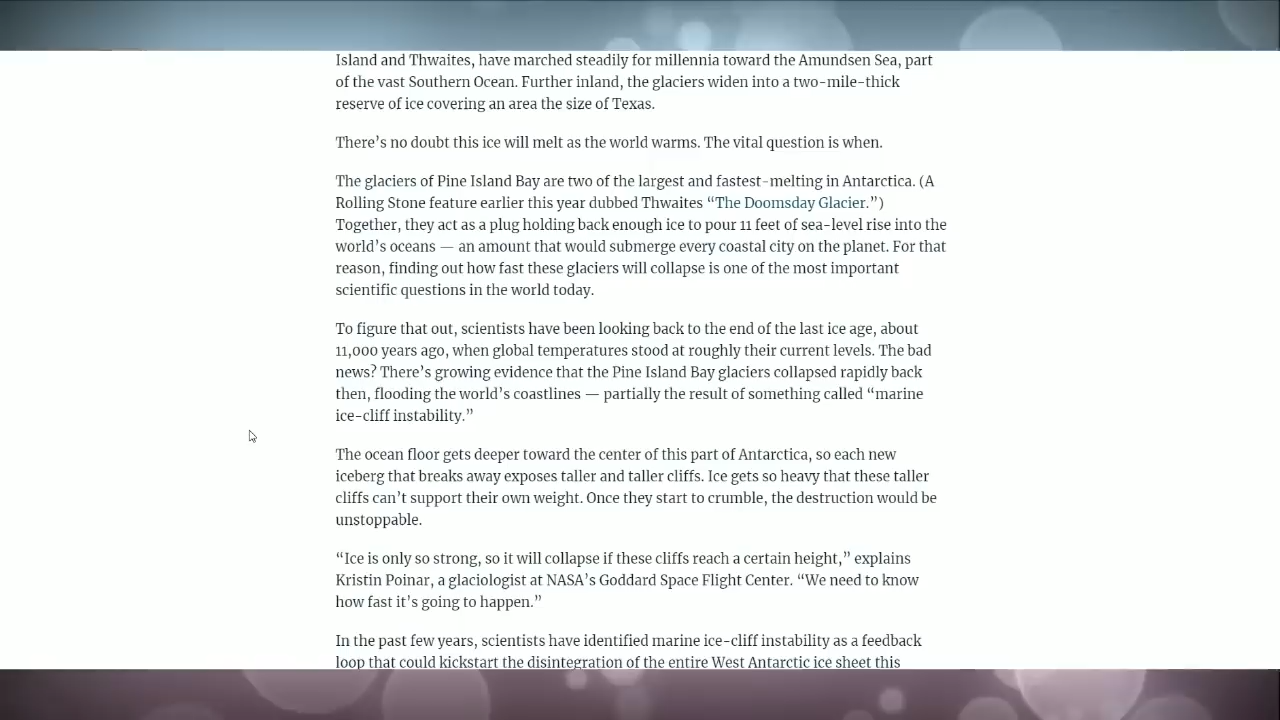 Island and Thwaites, have marched steadily for millennia toward the Amundsen Sea, part
of the vast Southern Ocean. Further inland, the glaciers widen into a two-mile-thick
reserve of ice covering an area the size of Texas.
There’s no doubt this ice will melt as the world warms. The vital question is when.
The glaciers of Pine Island Bay are two of the largest and fastest-melting in Antarctica. (A
Rolling Stone feature earlier this year dubbed Thwaites “The Doomsday Glacier.”)
Together, they act as a plug holding back enough ice to pour 11 feet of sea-level rise into the
world’s oceans — an amount that would submerge every coastal city on the planet. For that
reason, finding out how fast these glaciers will collapse is one of the most important
scientific questions in the world today.
To figure that out, scientists have been looking back to the end of the last ice age, about
11,000 years ago, when global temperatures stood at roughly their current levels. The bad
news? There’s growing evidence that the Pine Island Bay glaciers collapsed rapidly back
then, flooding the world’s coastlines — partially the result of something called “marine
ice-cliff instability.”
The ocean floor gets deeper toward the center of this part of Antarctica, so each new
iceberg that breaks away exposes taller and taller cliffs. Ice gets so heavy that these taller
cliffs can’t support their own weight. Once they start to crumble, the destruction would be
unstoppable.
“Ice is only so strong, so it will collapse if these cliffs reach a certain height,” explains
Kristin Poinar, a glaciologist at NASA’s Goddard Space Flight Center. “We need to know
how fast it’s going to happen.”
In the past few years, scientists have identified marine ice-cliff instability as a feedback
loop that could kickstart the disintegration of the entire West Antarctic ice sheet this